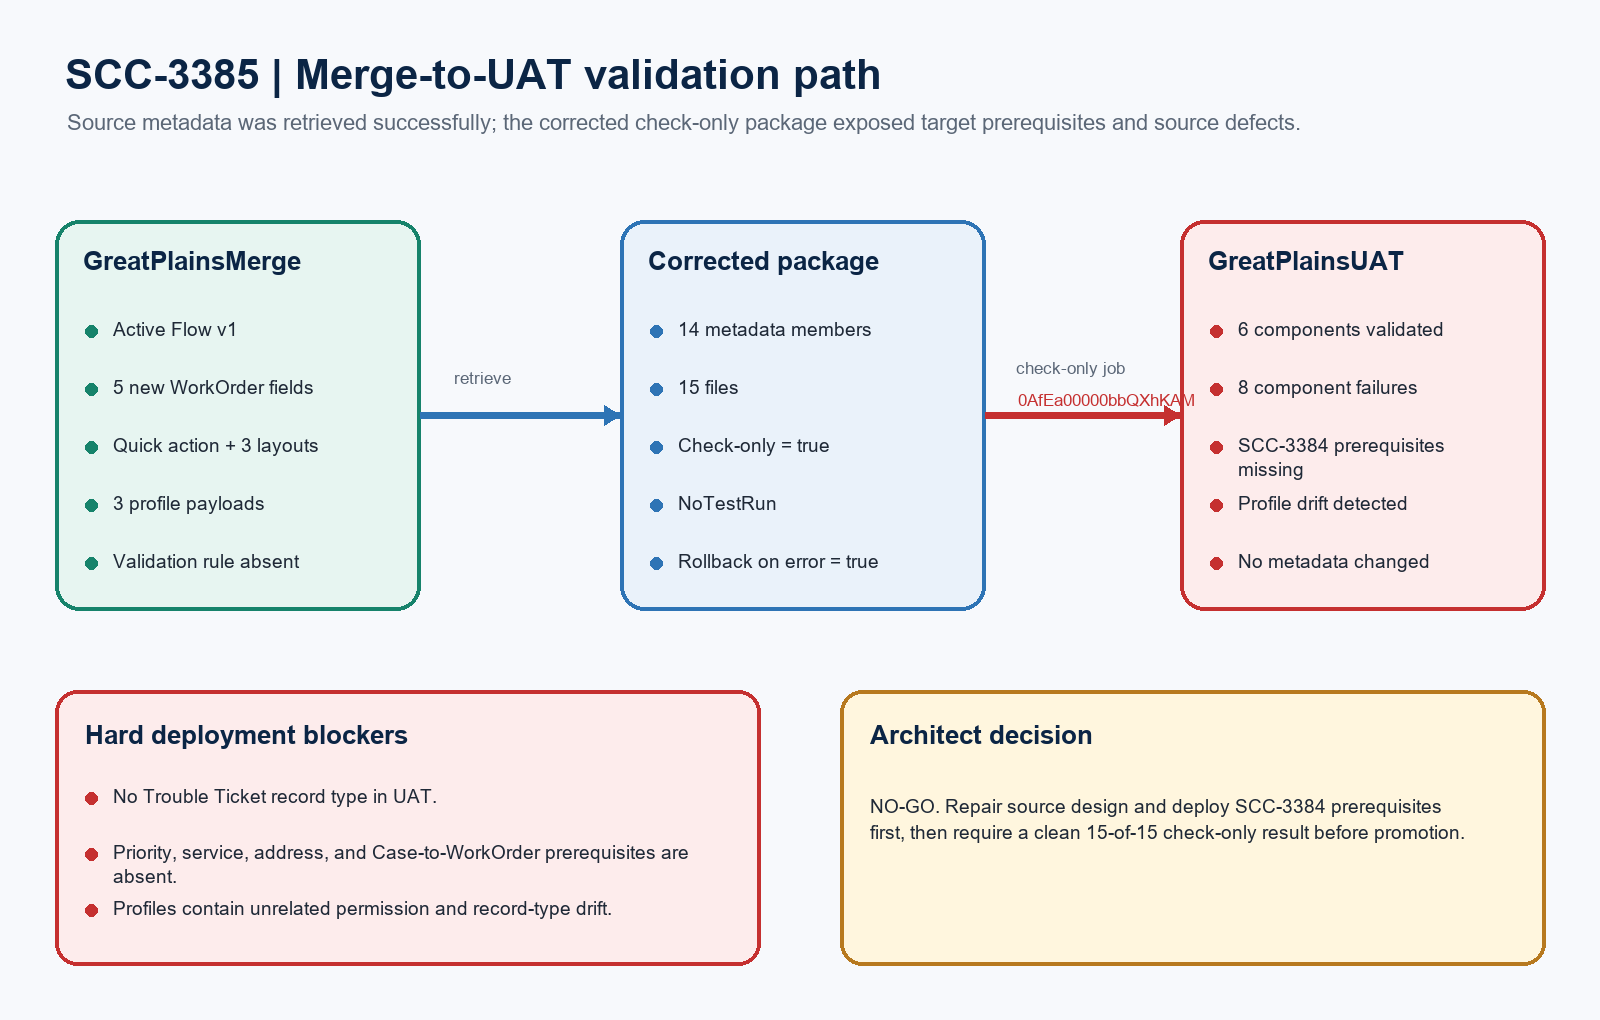 SCC-3385 | Merge-to-UAT validation path
Source metadata was retrieved successfully; the corrected check-only package exposed target prerequisites and source defects.
GreatPlainsMerge
Active Flow v1
5 new WorkOrder fields
Quick action + 3 layouts
3 profile payloads
Validation rule absent
retrieve
Corrected package
14 metadata members
15 files
Check-only = true
NoTestRun
Rollback on error = true
check-only job
0AfEa00000bbQXhKAM
GreatPlainsUAT
6 components validated
8 component failures
SCC-3384 prerequisites
missing
Profile drift detected
No metadata changed
Hard deployment blockers
No Trouble Ticket record type in UAT.
Priority, service, address, and Case-to-WorkOrder prerequisites are
absent.
Profiles contain unrelated permission and record-type drift.
Architect decision
NO-GO. Repair source design and deploy SCC-3384 prerequisites
first, then require a clean 15-of-15 check-only result before promotion.